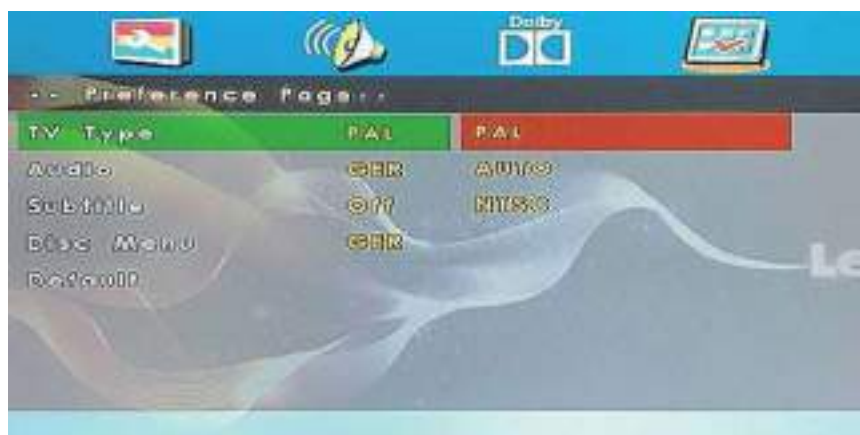 Dolby
-- Preference Page--
TV Type PAL PAL
Audio GER AUTO
Subtitle Off NTSC
Disc Menu GER
Default